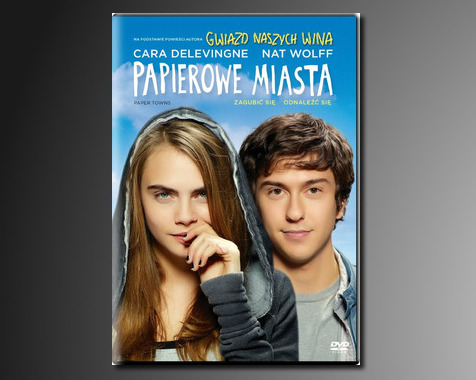 NA PODSTAWIE POWIEŚCI AUTORA GWIAZD NASZYCH WINA
CARA DELEVINGNE NAT WOLFF
PAPIEROWE MIASTA
PAPER TOWNS ZAGUBIĆ SIĘ ODNALEŹĆ SIĘ
DVD